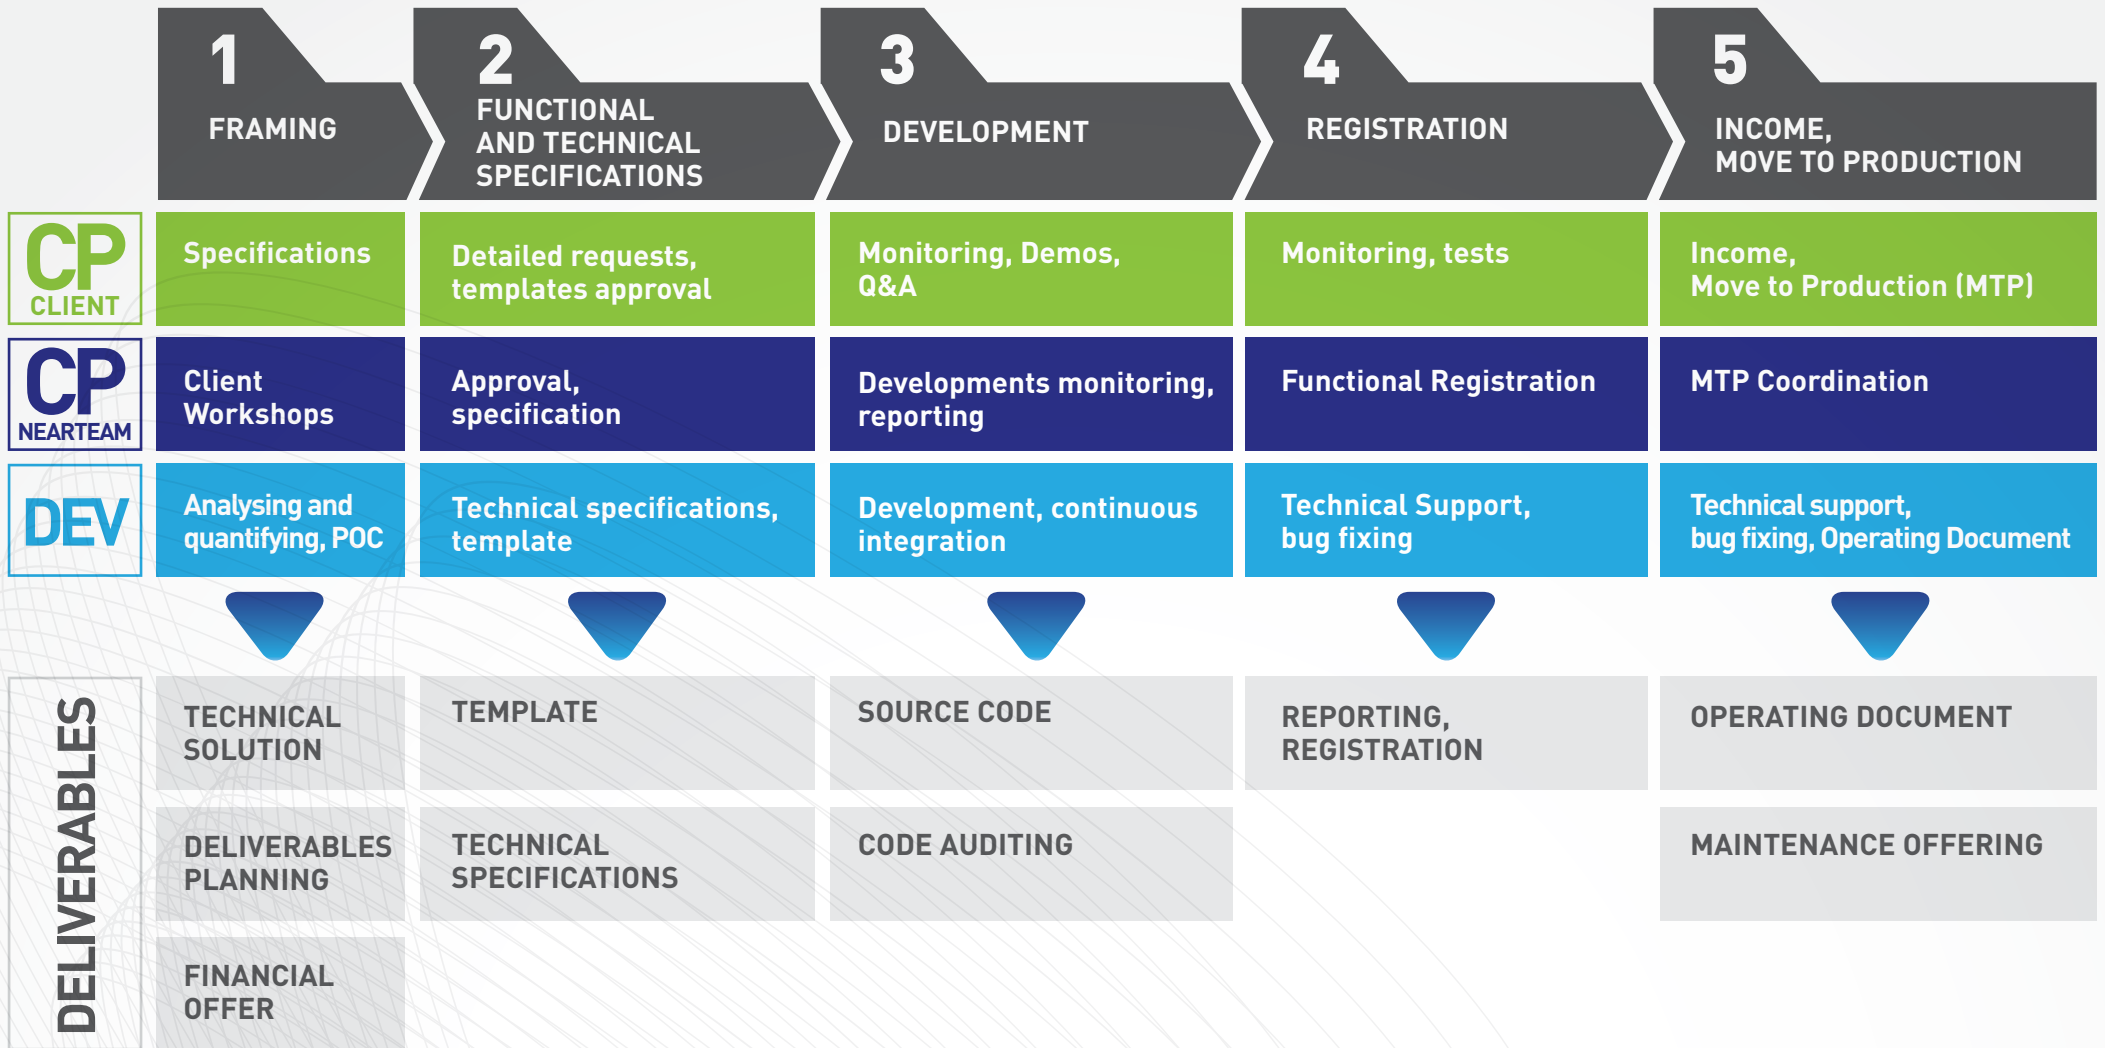 1
FRAMING
2
FUNCTIONAL
AND TECHNICAL
SPECIFICATIONS
3
DEVELOPMENT
4
REGISTRATION
5
INCOME,
MOVE TO PRODUCTION
CP
CLIENT
Specifications
Detailed requests,
templates approval
Monitoring, Demos,
Q&A
Monitoring, tests
Income,
Move to Production (MTP)
CP
NEARTEAM
Client
Workshops
Approval,
specification
Developments monitoring,
reporting
Functional Registration
MTP Coordination
DEV
Analysing and
quantifying, POC
Technical specifications,
template
Development, continuous
integration
Technical Support,
bug fixing
Technical support,
bug fixing, Operating Document
DELIVERABLES
TECHNICAL
SOLUTION
TEMPLATE
SOURCE CODE
REPORTING,
REGISTRATION
OPERATING DOCUMENT
DELIVERABLES
PLANNING
TECHNICAL
SPECIFICATIONS
CODE AUDITING
MAINTENANCE OFFERING
FINANCIAL
OFFER